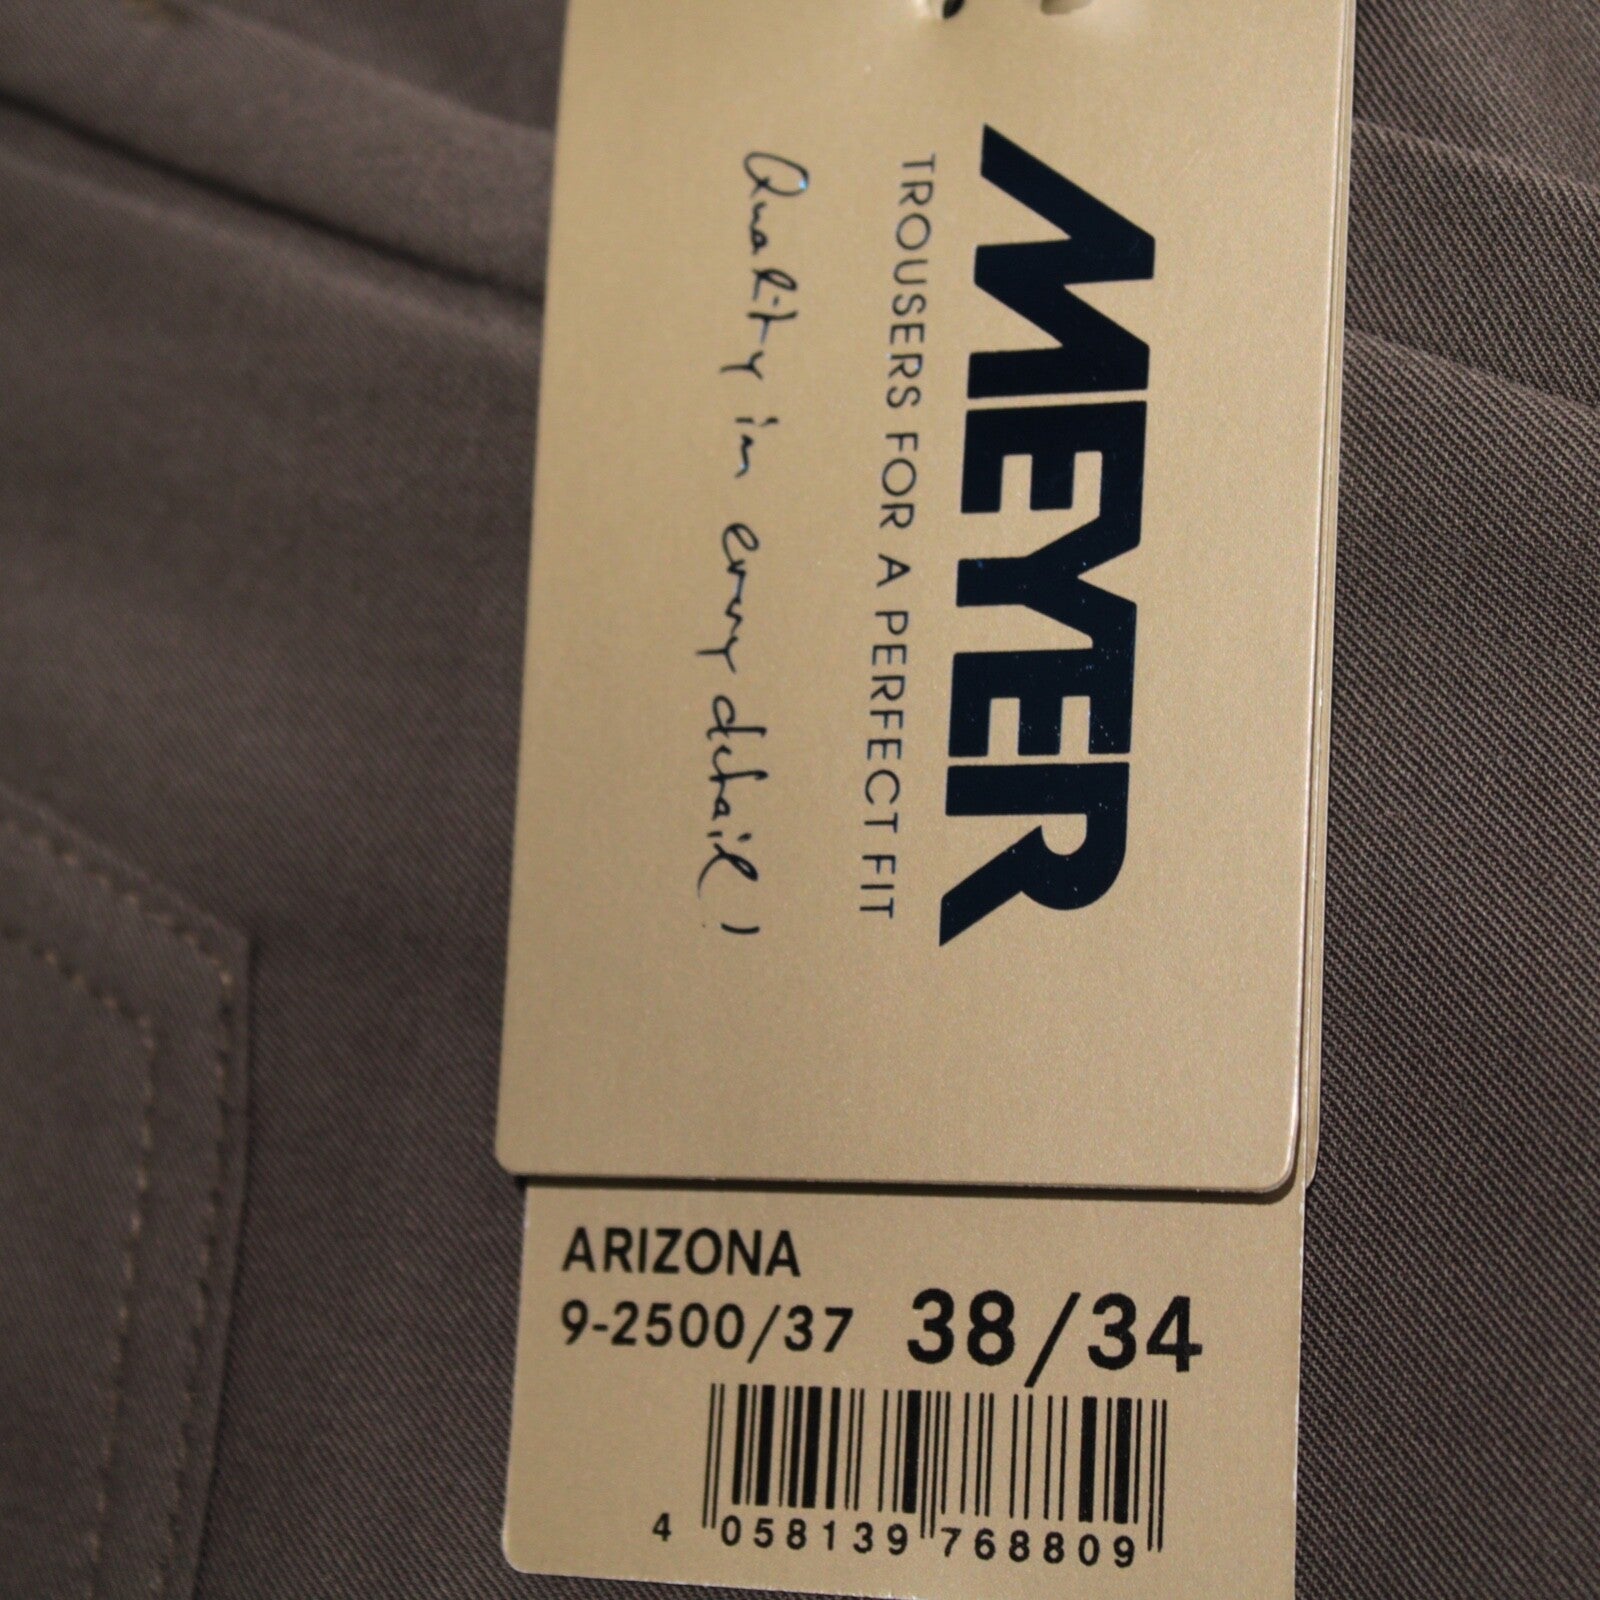 MEYER
TROUSERS FOR A PERFECT FIT
Quality in every detail!
ARIZONA
9-2500/37 38/34
4 058139 768809